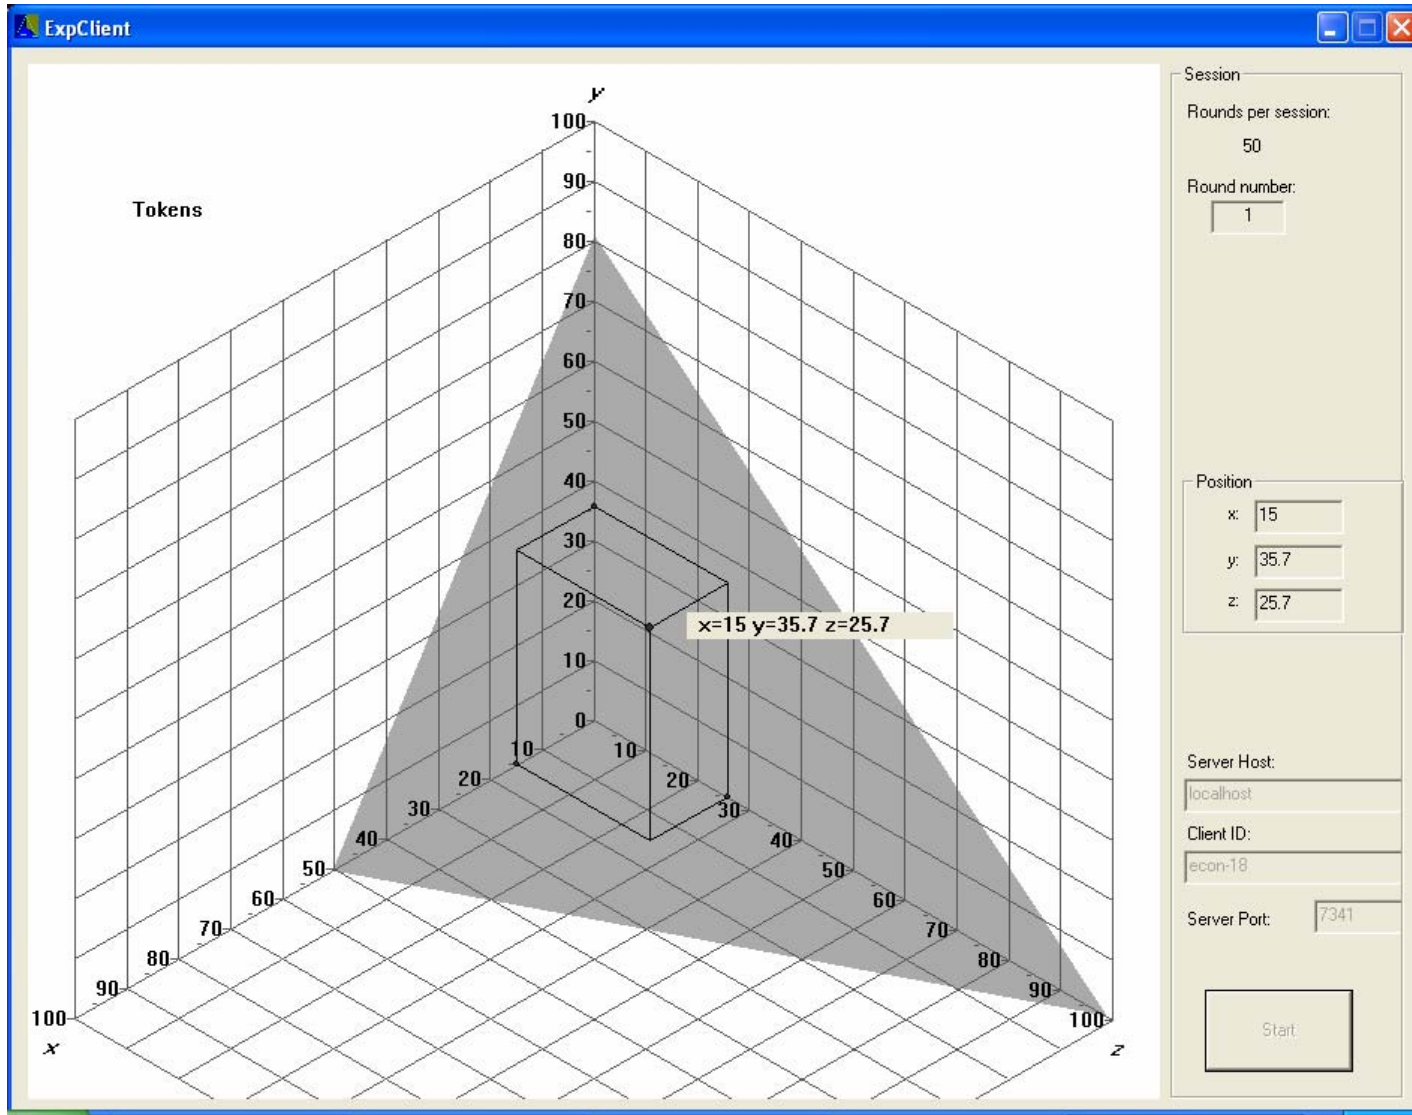 ExpClient
Tokens
y
100
90
80
70
60
50
40
30
20
10
0
10
20
30
40
50
60
70
80
90
100
x
10
20
30
40
50
60
70
80
90
100
z
x=15 y=35.7 z=25.7
Session
Rounds per session:
50
Round number:
1
Position
x: 15
y: 35.7
z: 25.7
Server Host:
localhost
Client ID:
econ-18
Server Port: 7341
Start